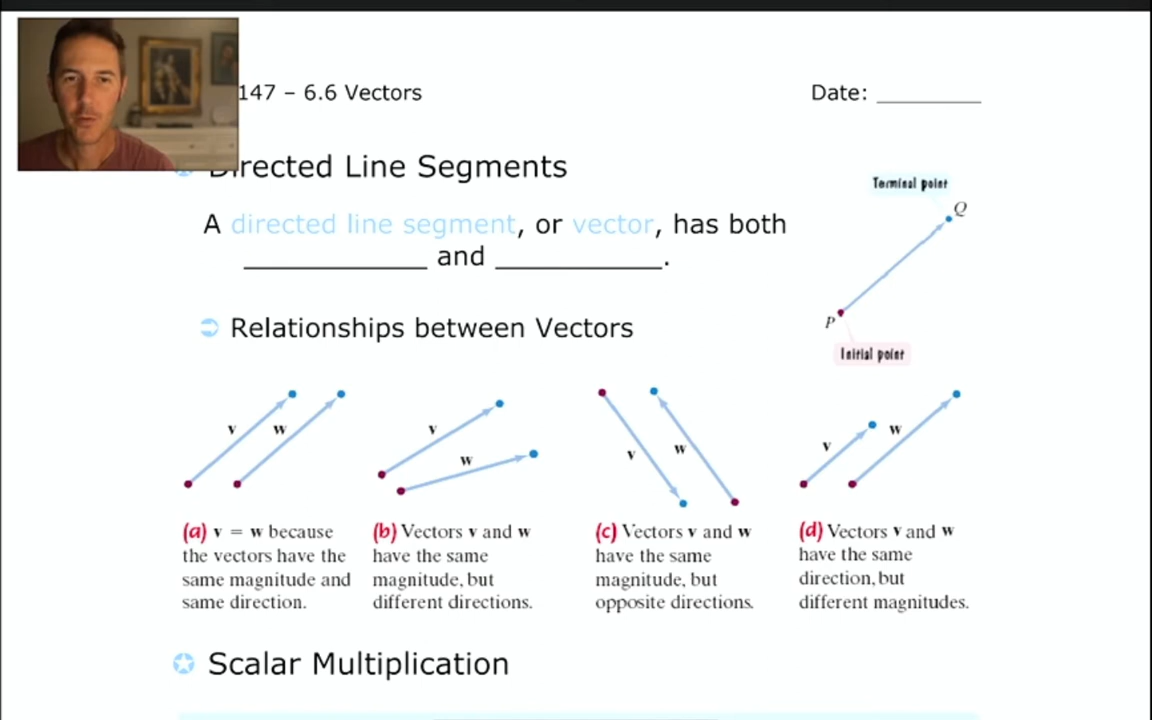 147 – 6.6 Vectors
Date: _________
Directed Line Segments
Terminal point
Q
A directed line segment, or vector, has both
_____________ and ____________.
P
Initial point
Relationships between Vectors
v w
v
w
v w
v w
(a) v = w because
the vectors have the
same magnitude and
same direction.
(b) Vectors v and w
have the same
magnitude, but
different directions.
(c) Vectors v and w
have the same
magnitude, but
opposite directions.
(d) Vectors v and w
have the same
direction, but
different magnitudes.
Scalar Multiplication